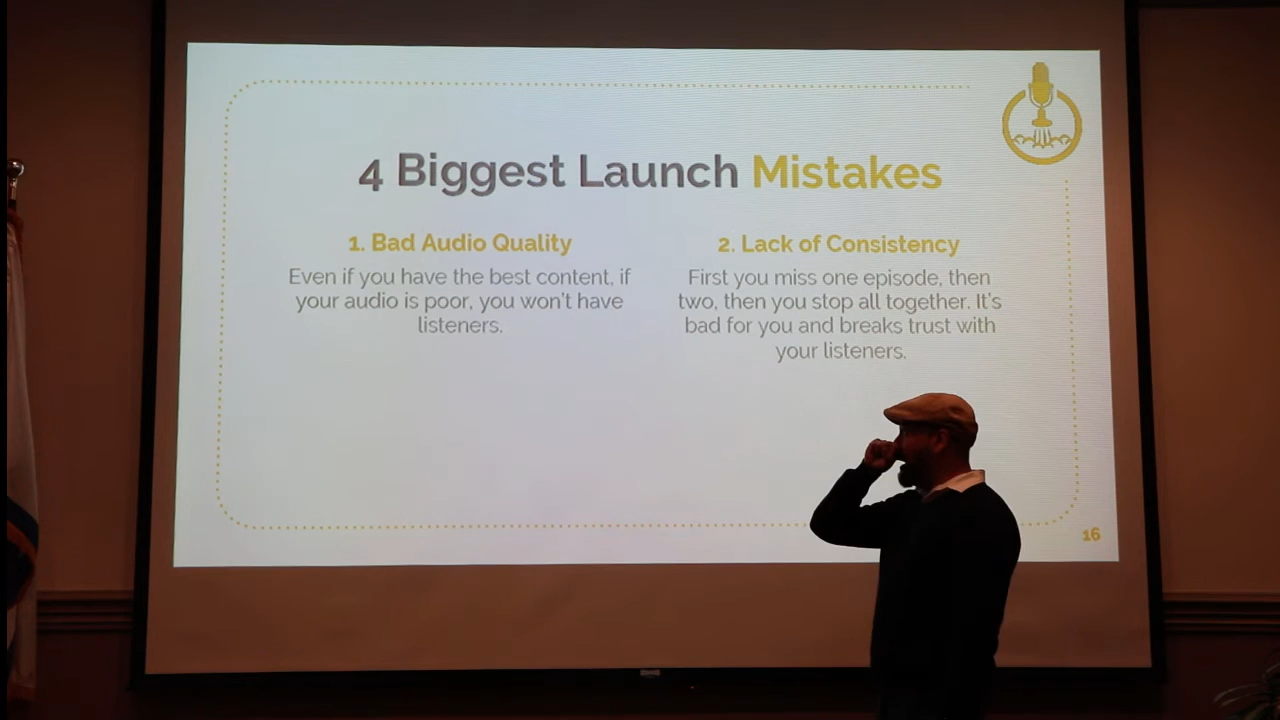 4 Biggest Launch Mistakes
1. Bad Audio Quality
Even if you have the best content, if
your audio is poor, you won't have
listeners.
2. Lack of Consistency
First you miss one episode, then
two, then you stop all together. It's
bad for you and breaks trust with
your listeners.
16